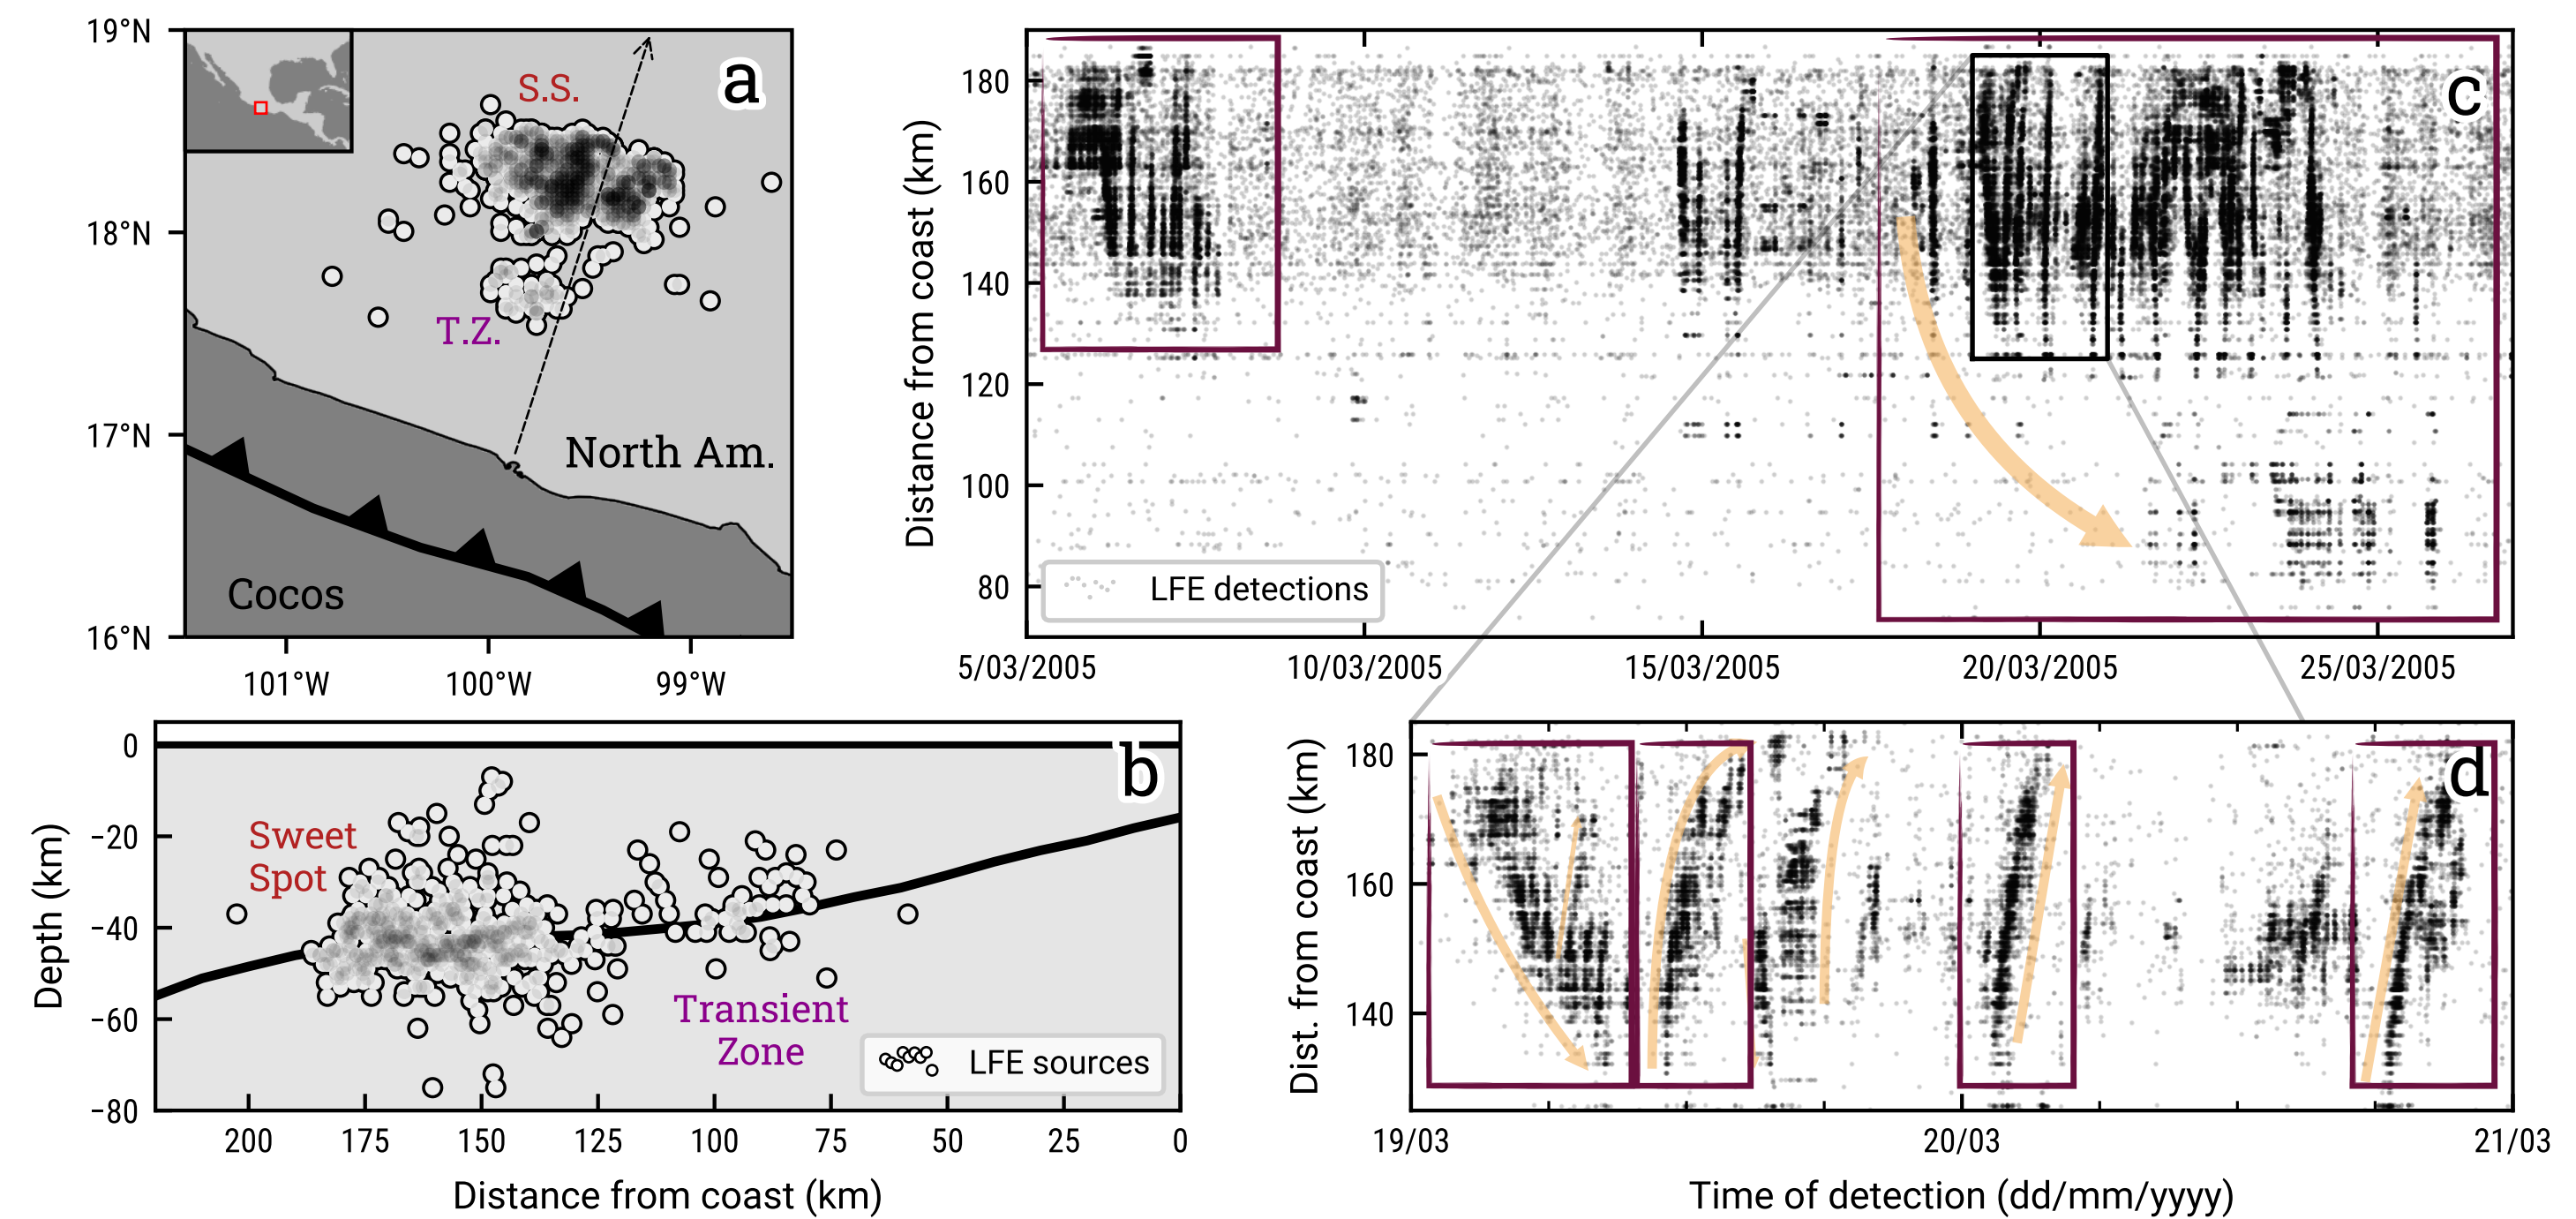 19°N
18°N
17°N
16°N
101°W
100°W
99°W
a
S.S.
T.Z.
North Am.
Cocos
Distance from coast (km)
180
160
140
120
100
80
c
LFE detections
5/03/2005
10/03/2005
15/03/2005
20/03/2005
25/03/2005
Depth (km)
0
−20
−40
−60
−80
b
Sweet
Spot
Transient
Zone
LFE sources
200
175
150
125
100
75
50
25
0
Distance from coast (km)
Dist. from coast (km)
180
160
140
d
19/03
20/03
21/03
Time of detection (dd/mm/yyyy)